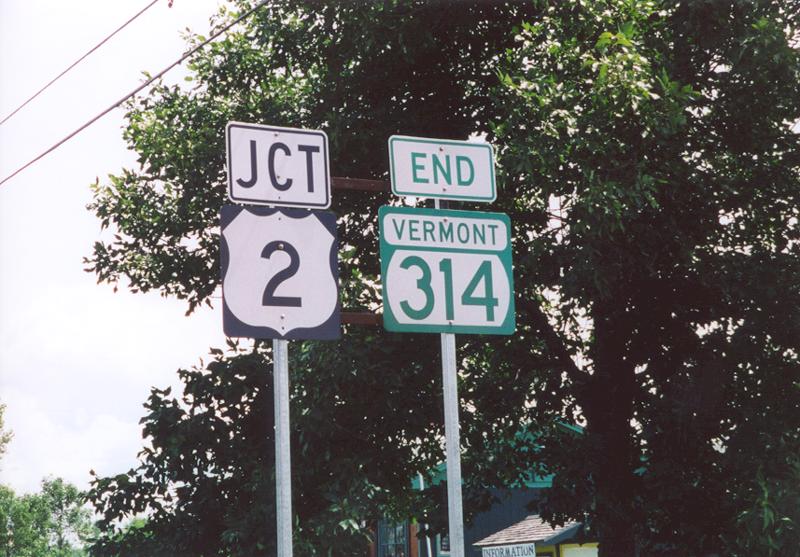 JCT
2
END
VERMONT
314
INFORMATION